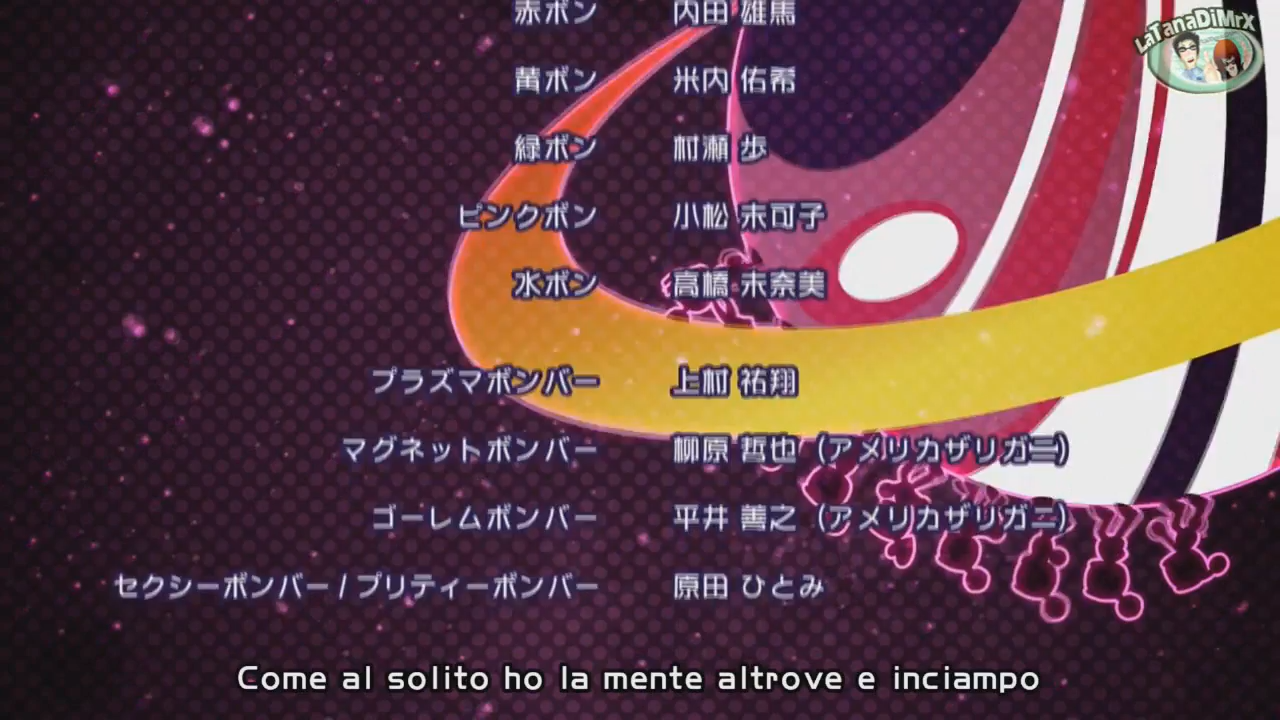 LaTanaDiMrX
赤ボン 内田 雄馬
黄ボン 米内 佑希
緑ボン 村瀬 歩
ピンクボン 小松 未可子
水ボン 高橋 未奈美
プラズマボンバー 上村 祐翔
マグネットボンバー 柳原 哲也（アメリカザリガニ）
ゴーレムボンバー 平井 善之（アメリカザリガニ）
セクシーボンバー / プリティーボンバー 原田 ひとみ
Come al solito ho la mente altrove e inciampo